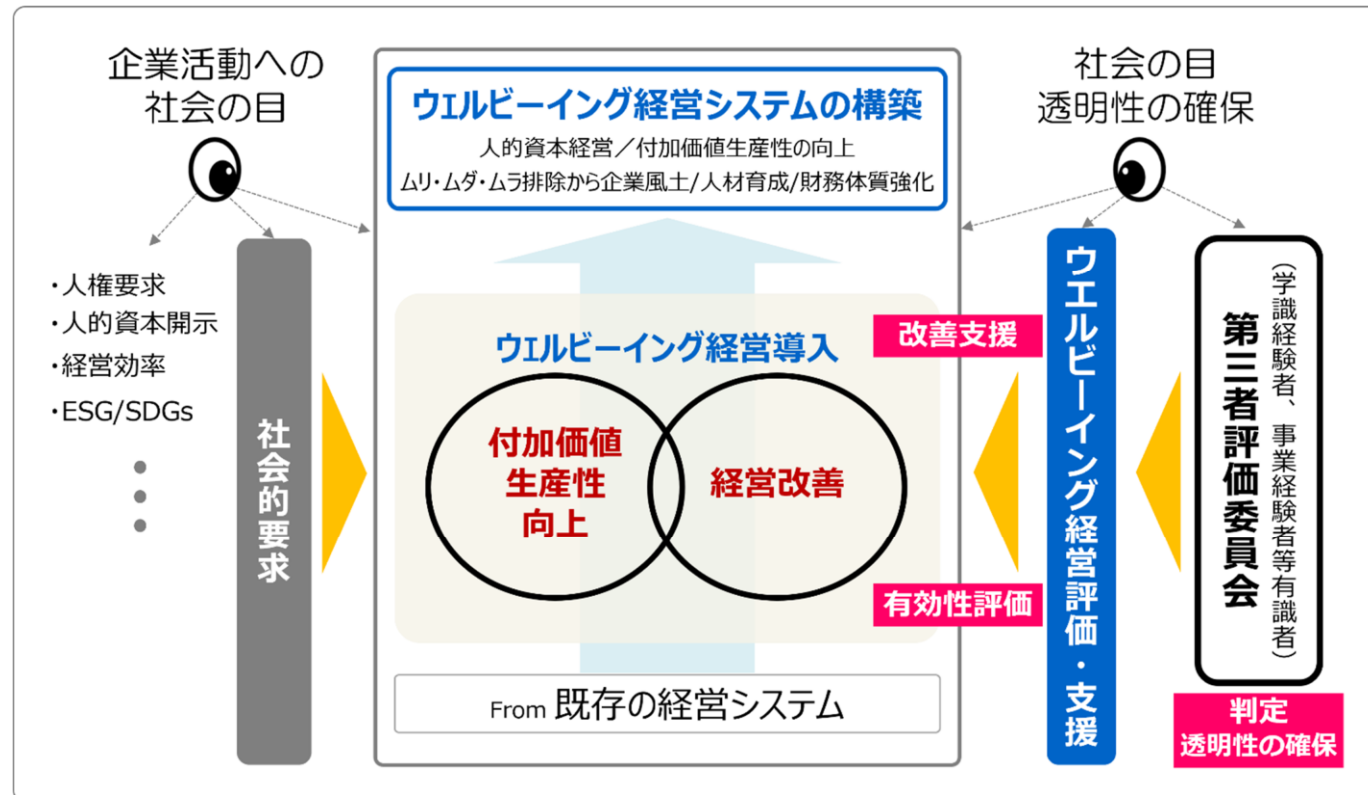 企業活動への
社会の目
・人権要求
・人的資本開示
・経営効率
・ESG/SDGs
社会的要求
ウェルビーイング経営システムの構築
人的資本経営／付加価値生産性の向上
ムリ・ムダ・ムラ排除から企業風土/人材育成/財務体質強化
ウェルビーイング経営導入
付加価値
生産性
向上
経営改善
From 既存の経営システム
改善支援
有効性評価
社会の目
透明性の確保
ウエルビーイング経営評価・支援
第三者評価委員会
（学識経験者、事業経験者等有識者）
判定
透明性の確保